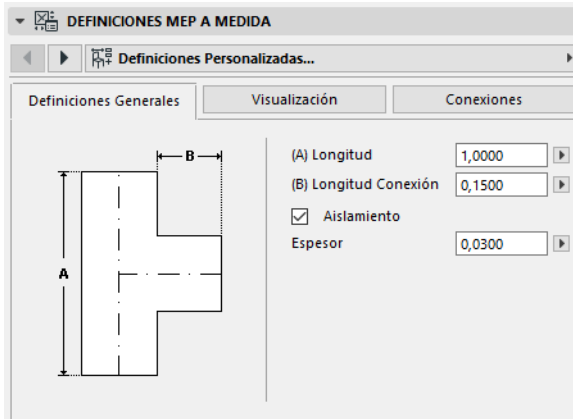 DEFINICIONES MEP A MEDIDA
Definiciones Personalizadas...
Definiciones Generales
Visualización
Conexiones
B
A
(A) Longitud 1,0000
(B) Longitud Conexión 0,1500
Aislamiento
Espesor 0,0300